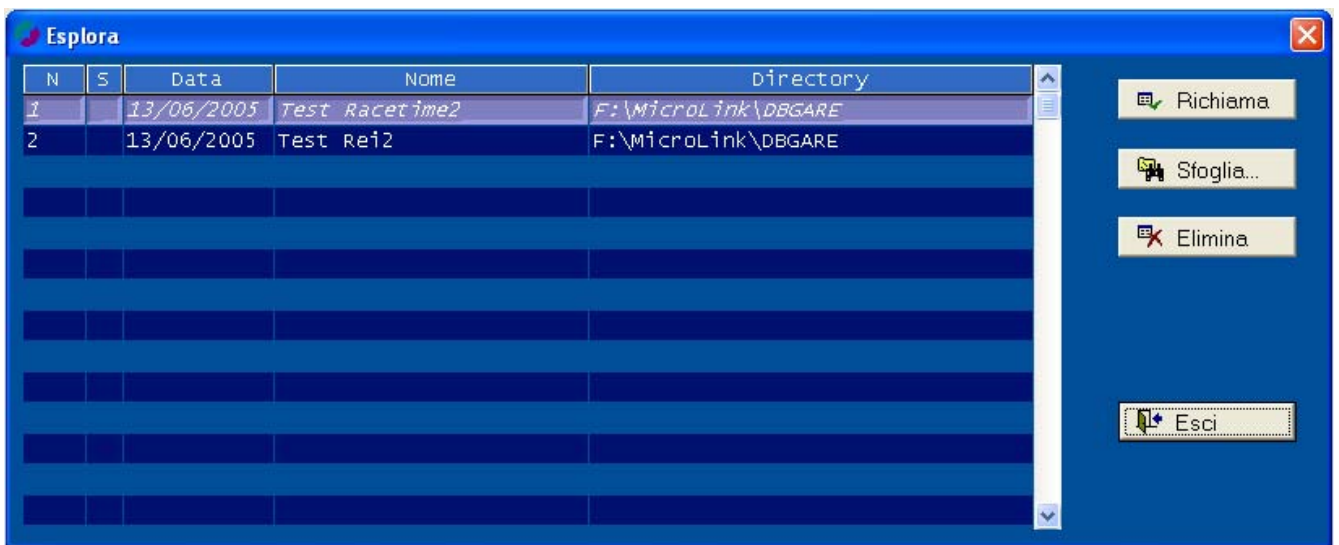 Esplora
N S Data Nome Directory
1 13/06/2005 Test Racetime2 F:\MicroLink\DBGARE
2 13/06/2005 Test Rei2 F:\MicroLink\DBGARE
Richiama
Sfoglia...
Elimina
Esci